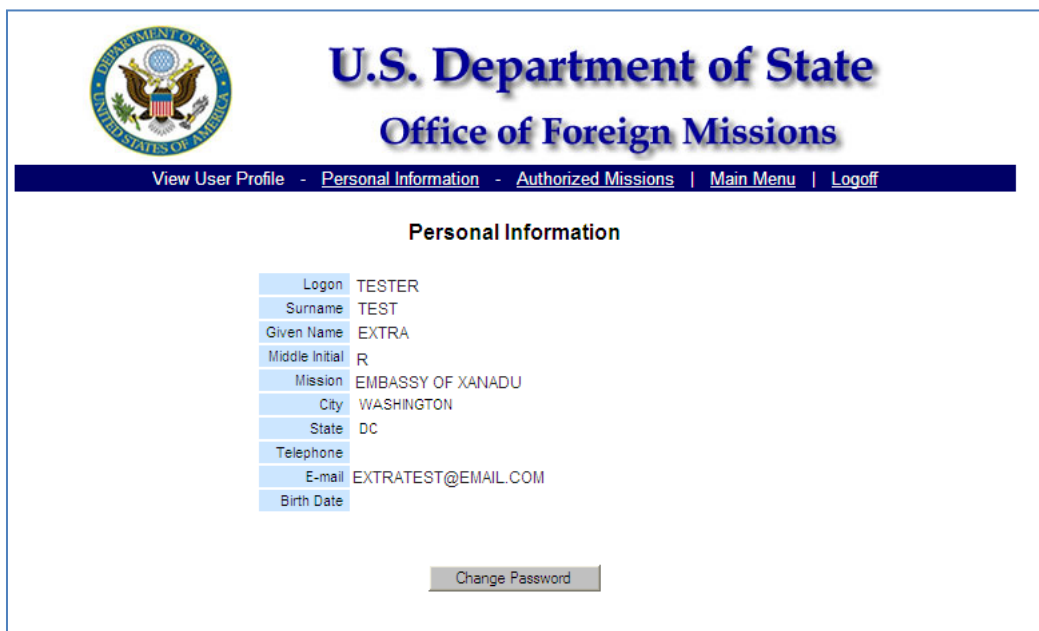 DEPARTMENT OF STATE
UNITED STATES OF AMERICA
U.S. Department of State
Office of Foreign Missions
View User Profile - Personal Information - Authorized Missions | Main Menu | Logoff
Personal Information
Logon TESTER
Surname TEST
Given Name EXTRA
Middle Initial R
Mission EMBASSY OF XANADU
City WASHINGTON
State DC
Telephone
E-mail EXTRATEST@EMAIL.COM
Birth Date
Change Password